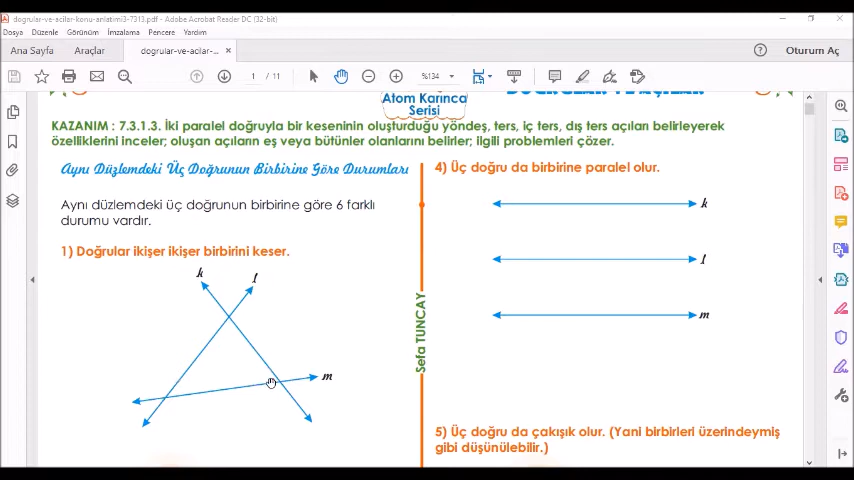 drogrular-ve-acilar-konu-anlatimi3-7313.pdf - Adobe Acrobat Reader DC (32-bit)
Dosya Düzenle Görünüm İmzalama Pencere Yardım
Ana Sayfa Araçlar dogrular-ve-acilar-... × Oturum Aç
1 / 11 %134
Atom Karınca
Serisi
KAZANIM : 7.3.1.3. İki paralel doğruyla bir keseninin oluşturduğu yöndeş, ters, iç ters, dış ters açıları belirleyerek
özelliklerini inceler; oluşan açıların eş veya bütünler olanlarını belirler; ilgili problemleri çözer.
Aynı Düzlemdeki Üç Doğrunun Birbirine Göre Durumları
Aynı düzlemdeki üç doğrunun birbirine göre 6 farklı
durumu vardır.
1) Doğrular ikişer ikişer birbirini keser.
k
l
m
Sefa TUNCAY
4) Üç doğru da birbirine paralel olur.
k
l
m
5) Üç doğru da çakışık olur. (Yani birbirleri üzerindeymiş
gibi düşünülebilir.)